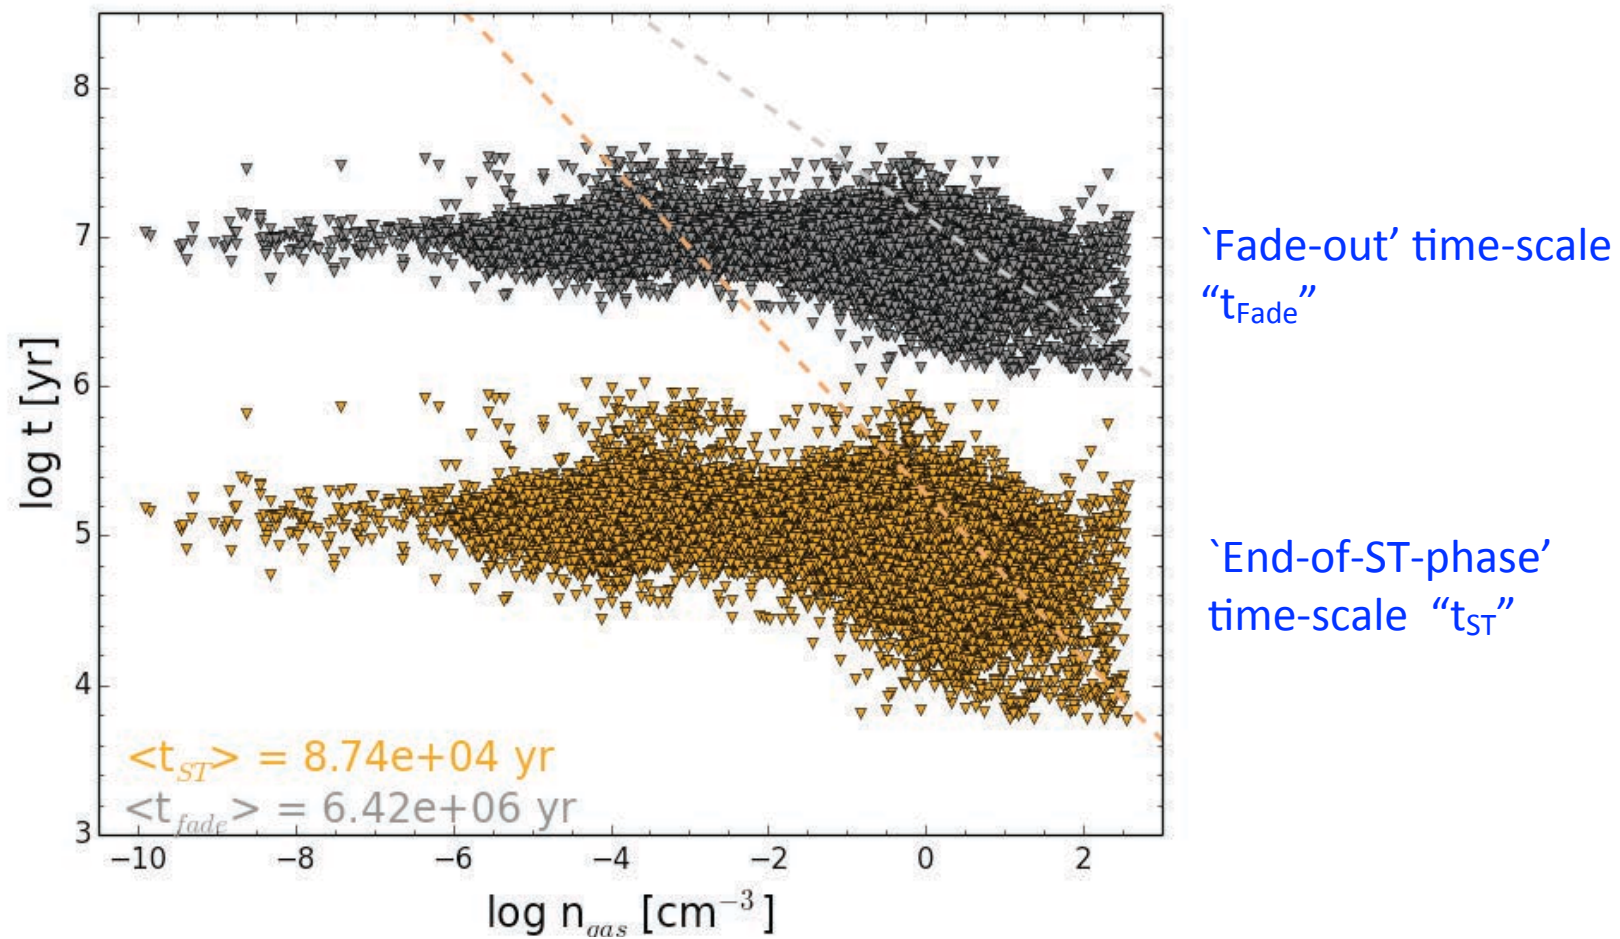 8
7
6
5
4
3
log t [yr]
<t_ST> = 8.74e+04 yr
<t_fade> = 6.42e+06 yr
−10 −8 −6 −4 −2 0 2
log n_gas [cm^−3]
`Fade-out’ time-scale
“t_Fade”
`End-of-ST-phase’
time-scale “t_ST”